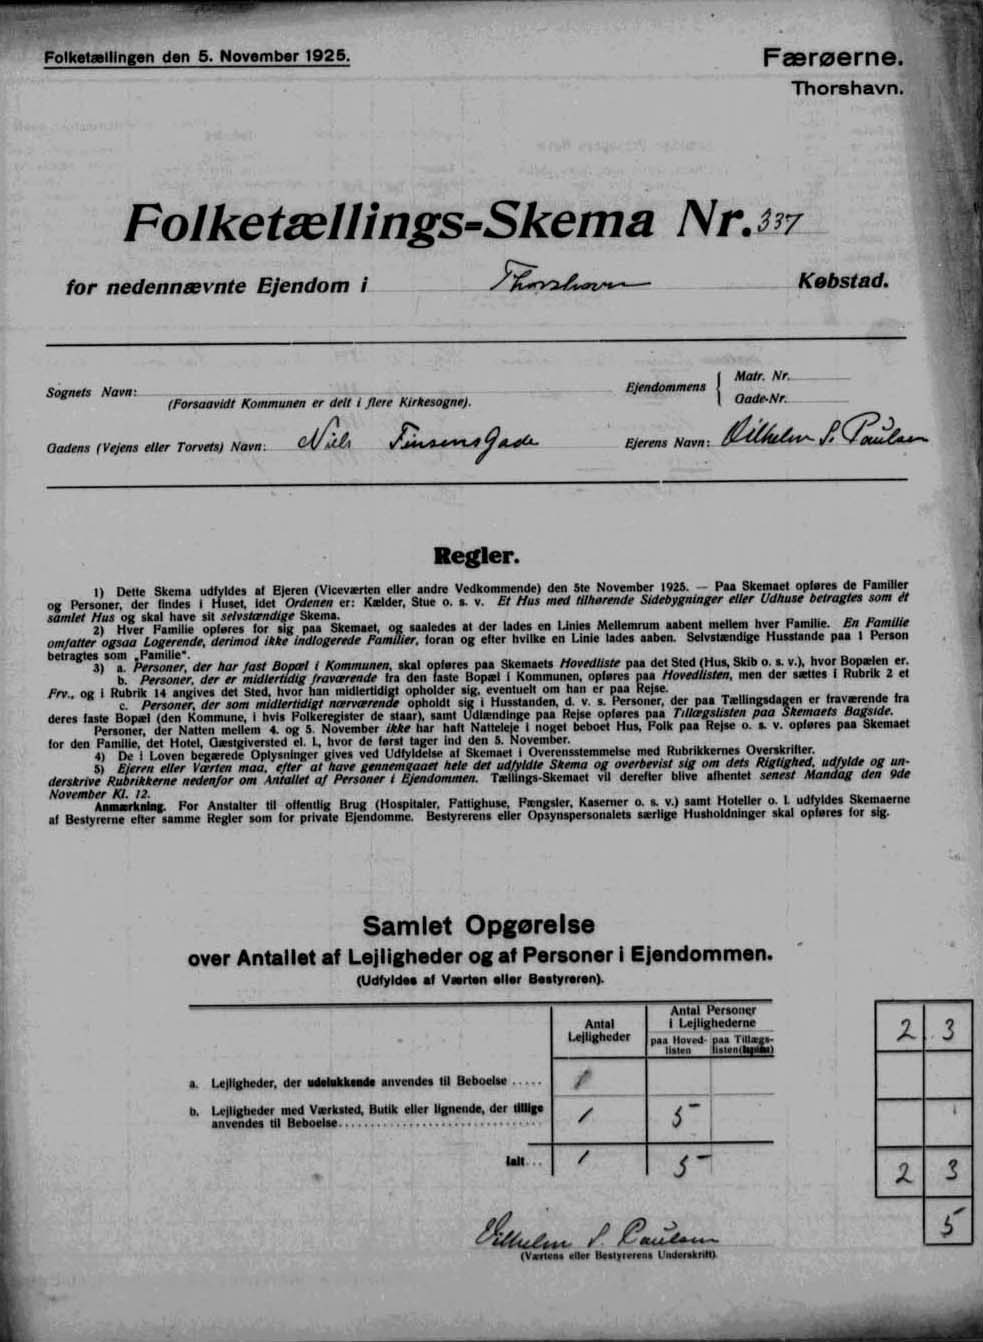 Folketællingen den 5. November 1925.
Færøerne.
Thorshavn.
Folketællings-Skema Nr. 337
for nedennævnte Ejendom i Thorshavn Købstad.
Sognets Navn:
(Forsaavidt Kommunen er delt i flere Kirkesogne).
Ejendommens { Matr. Nr.
Gade-Nr.
Gadens (Vejens eller Torvets) Navn: Niels Finsens Gade Ejerens Navn: Vilhelm S. Paulsen
Regler.
1) Dette Skema udfyldes af Ejeren (Viceværten eller andre Vedkommende) den 5te November 1925. — Paa Skemaet opføres de Familier
og Personer, der findes i Huset, idet Ordenen er: Kælder, Stue o. s. v. Et Hus med tilhørende Sidebygninger eller Udhuse betragtes som ét
samlet Hus og skal have sit selvstændige Skema.
2) Hver Familie opføres for sig paa Skemaet, og saaledes at der lades en Linies Mellemrum aabent mellem hver Familie. En Familie
omfatter ogsaa Logerende, derimod ikke indlogerede Familier, foran og efter hvilke en Linie lades aaben. Selvstændige Husstande paa 1 Person
betragtes som „Familie“.
3) a. Personer, der har fast Bopæl i Kommunen, skal opføres paa Skemaets Hovedliste paa det Sted (Hus, Skib o. s. v.), hvor Bopælen er.
b. Personer, der er midlertidig fraværende fra den faste Bopæl i Kommunen, opføres paa Hovedlisten, men der sættes i Rubrik 2 et
Frv., og i Rubrik 14 angives det Sted, hvor han midlertidigt opholder sig, eventuelt om han er paa Rejse.
c. Personer, der som midlertidigt nærværende opholdt sig i Husstanden, d. v. s. Personer, der paa Tællingsdagen er fraværende fra
deres faste Bopæl (den Kommune, i hvis Folkeregister de staar), samt Udlændinge paa Rejse opføres paa Tillægslisten paa Skemaets Bagside.
Personer, der Natten mellem 4. og 5. November ikke har haft Natteleje i noget beboet Hus, Folk paa Rejse o. s. v. opføres paa Skemaet
for den Familie, det Hotel, Gæstgiversted el. l., hvor de først tager ind den 5. November.
4) De i Loven begærede Oplysninger gives ved Udfyldelse af Skemaet i Overensstemmelse med Rubrikkernes Overskrifter.
5) Ejeren eller Værten maa, efter at have gennemgaaet hele det udfyldte Skema og overbevist sig om dets Rigtighed, udfylde og un-
derskrive Rubrikkerne nedenfor om Antallet af Personer i Ejendommen. Tællings-Skemaet vil derefter blive afhentet senest Mandag den 9de
November Kl. 12.
Anmærkning. For Anstalter til offentlig Brug (Hospitaler, Fattighuse, Fængsler, Kaserner o. s. v.) samt Hoteller o. l. udfyldes Skemaerne
af Bestyrerne efter samme Regler som for private Ejendomme. Bestyrerens eller Opsynspersonalets særlige Husholdninger skal opføres for sig.
Samlet Opgørelse
over Antallet af Lejligheder og af Personer i Ejendommen.
(Udfyldes af Værten eller Bestyreren).
Antal
Lejligheder
Antal Personer
i Lejlighederne
paa Hoved-
listen
paa Tillægs-
listen
2 3
a. Lejligheder, der udelukkende anvendes til Beboelse ..... 1
b. Lejligheder med Værksted, Butik eller lignende, der tillige
anvendes til Beboelse 1 5
Ialt... 1 5
2 3
5
Vilhelm S. Paulsen
(Værtens eller Bestyrerens Underskrift).